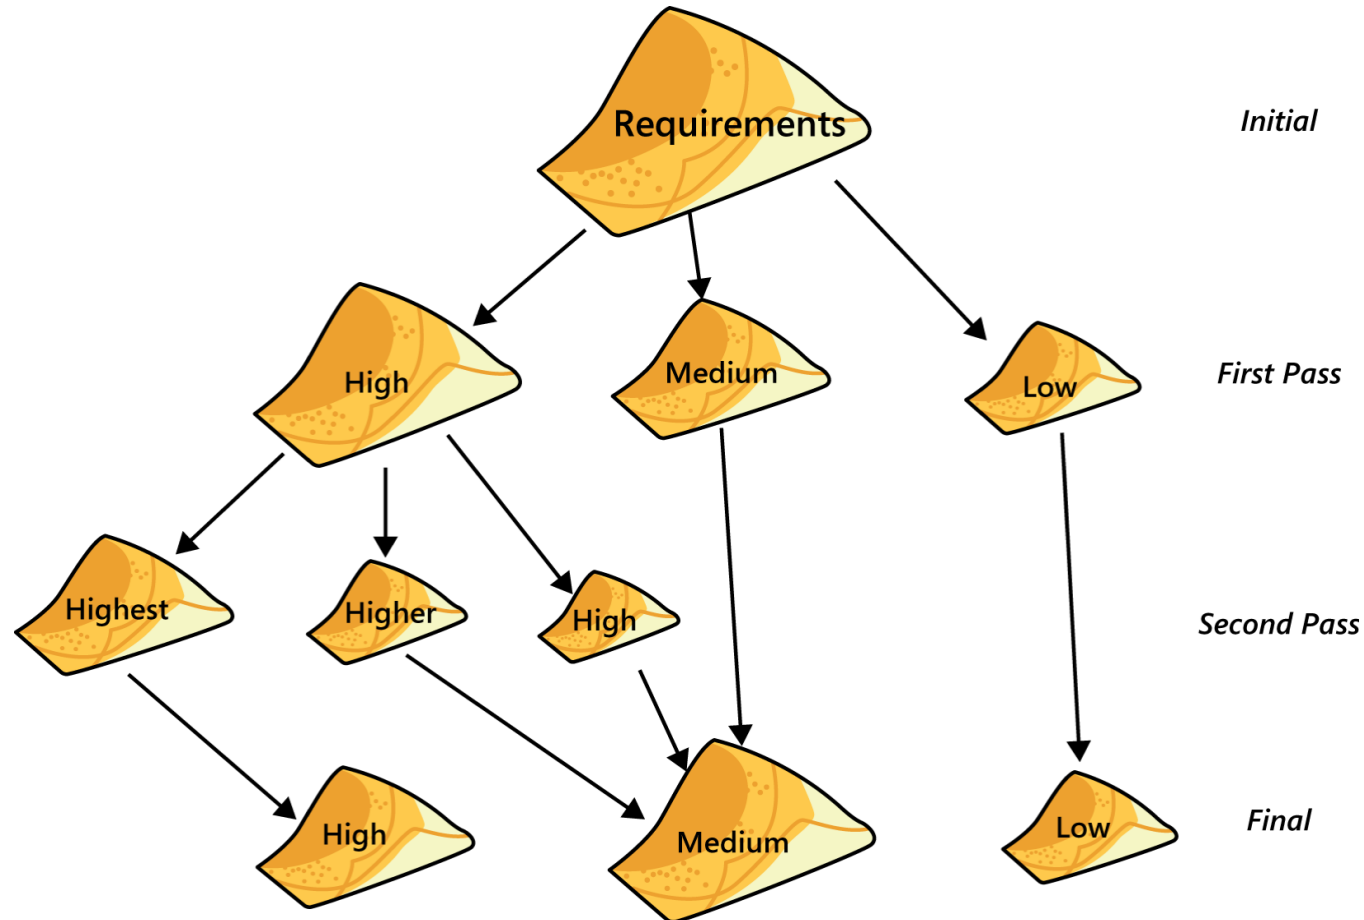 Requirements
Initial
High
Medium
Low
First Pass
Highest
Higher
High
Second Pass
High
Medium
Low
Final